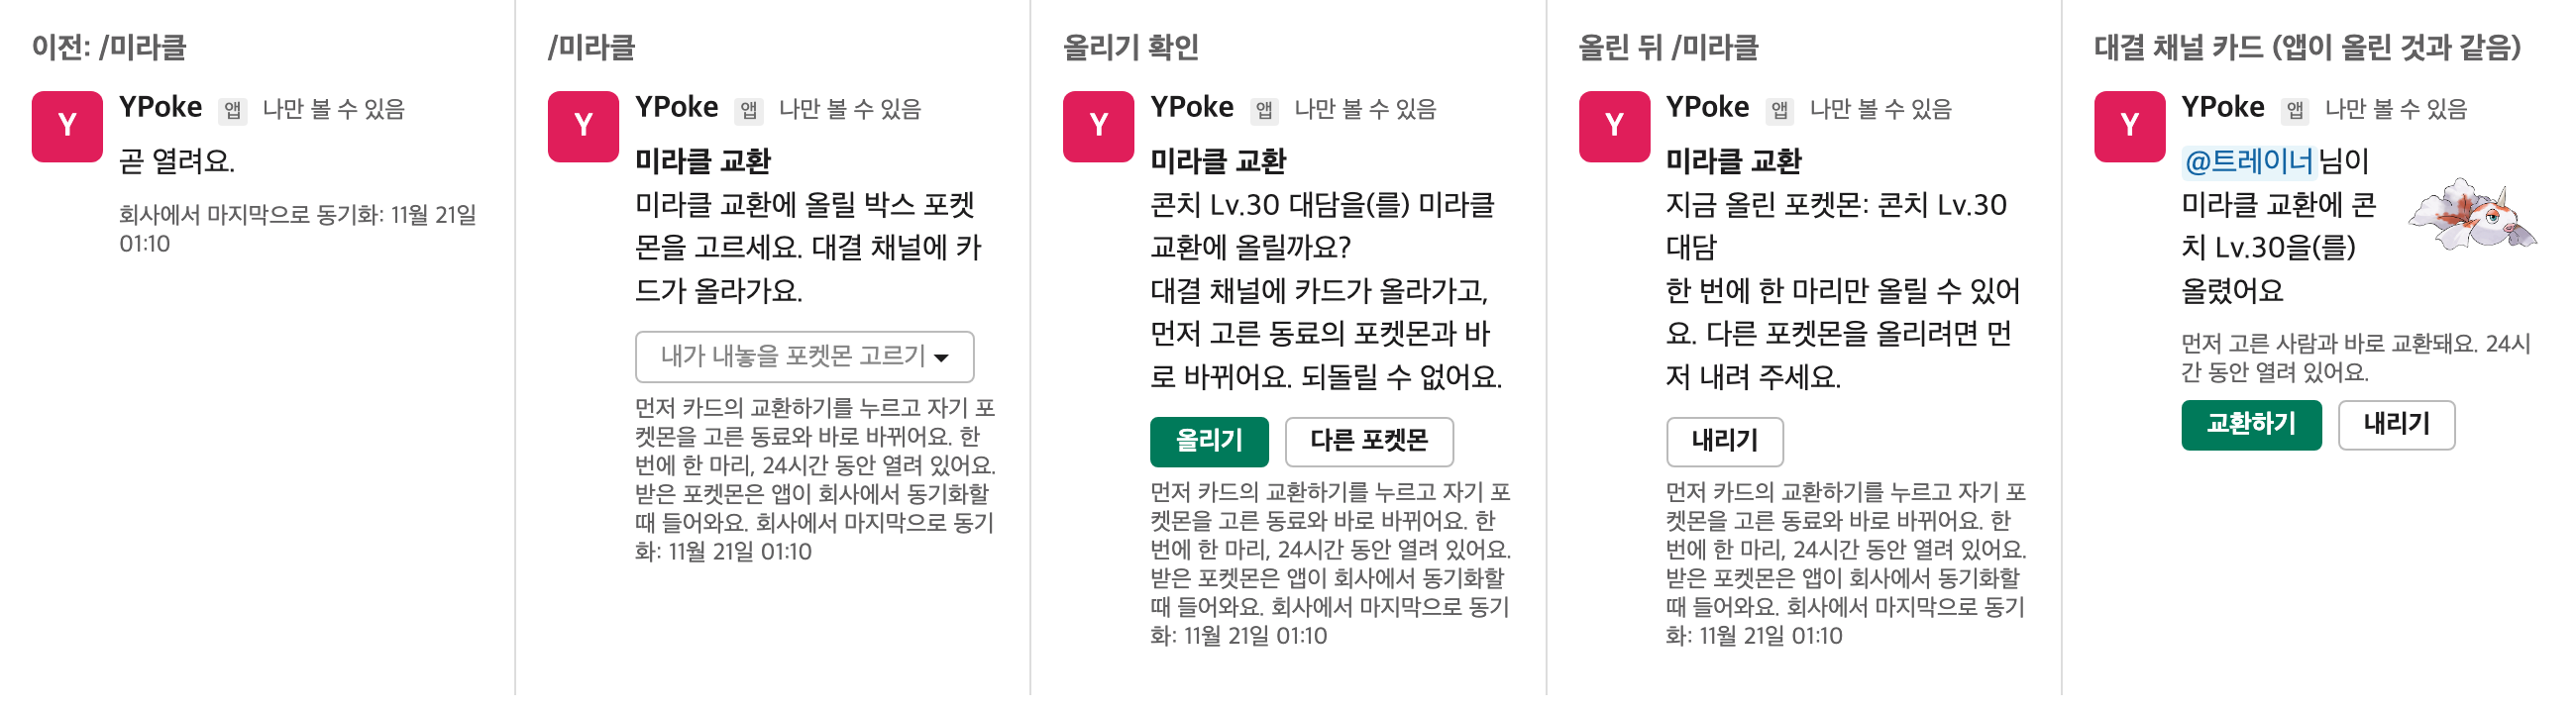 이전: /미라클
Y
YPoke 앱 나만 볼 수 있음
곧 열려요.
회사에서 마지막으로 동기화: 11월 21일
01:10
/미라클
Y
YPoke 앱 나만 볼 수 있음
미라클 교환
미라클 교환에 올릴 박스 포켓
몬을 고르세요. 대결 채널에 카
드가 올라가요.
내가 내놓을 포켓몬 고르기
먼저 카드의 교환하기를 누르고 자기 포
켓몬을 고른 동료와 바로 바뀌어요. 한
번에 한 마리, 24시간 동안 열려 있어요.
받은 포켓몬은 앱이 회사에서 동기화할
때 들어와요. 회사에서 마지막으로 동기
화: 11월 21일 01:10
올리기 확인
Y
YPoke 앱 나만 볼 수 있음
미라클 교환
콘치 Lv.30 대담을(를) 미라클
교환에 올릴까요?
대결 채널에 카드가 올라가고,
먼저 고른 동료의 포켓몬과 바
로 바뀌어요. 되돌릴 수 없어요.
올리기 다른 포켓몬
먼저 카드의 교환하기를 누르고 자기 포
켓몬을 고른 동료와 바로 바뀌어요. 한
번에 한 마리, 24시간 동안 열려 있어요.
받은 포켓몬은 앱이 회사에서 동기화할
때 들어와요. 회사에서 마지막으로 동기
화: 11월 21일 01:10
올린 뒤 /미라클
Y
YPoke 앱 나만 볼 수 있음
미라클 교환
지금 올린 포켓몬: 콘치 Lv.30
대담
한 번에 한 마리만 올릴 수 있어
요. 다른 포켓몬을 올리려면 먼
저 내려 주세요.
내리기
먼저 카드의 교환하기를 누르고 자기 포
켓몬을 고른 동료와 바로 바뀌어요. 한
번에 한 마리, 24시간 동안 열려 있어요.
받은 포켓몬은 앱이 회사에서 동기화할
때 들어와요. 회사에서 마지막으로 동기
화: 11월 21일 01:10
대결 채널 카드 (앱이 올린 것과 같음)
Y
YPoke 앱 나만 볼 수 있음
@트레이너님이
미라클 교환에 콘
치 Lv.30을(를)
올렸어요
먼저 고른 사람과 바로 교환돼요. 24시
간 동안 열려 있어요.
교환하기 내리기